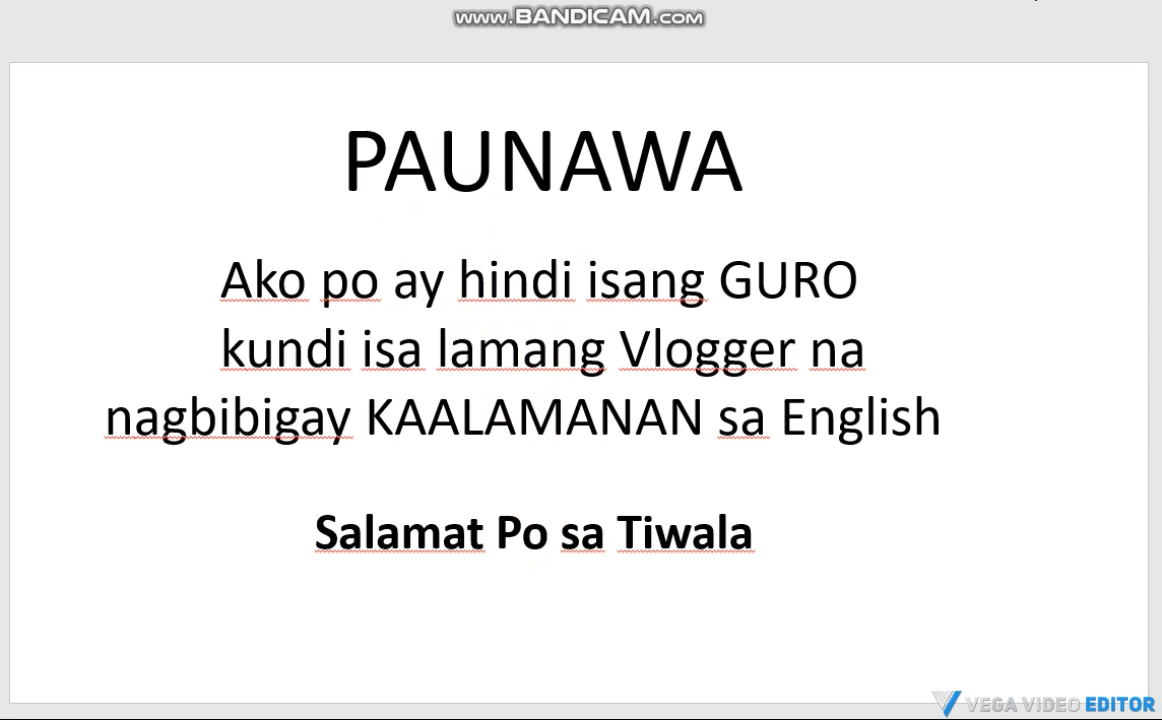 www.BANDICAM.com
PAUNAWA
Ako po ay hindi isang GURO
kundi isa lamang Vlogger na
nagbibigay KAALAMANAN sa English
Salamat Po sa Tiwala
VEGA VIDEO EDITOR